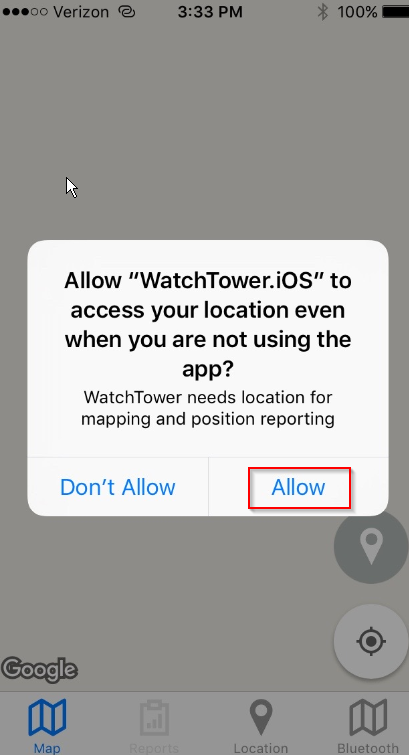 Verizon 3:33 PM 100%
Allow “WatchTower.iOS” to
access your location even
when you are not using the
app?
WatchTower needs location for
mapping and position reporting
Don’t Allow Allow
Google
Map Reports Location Bluetooth